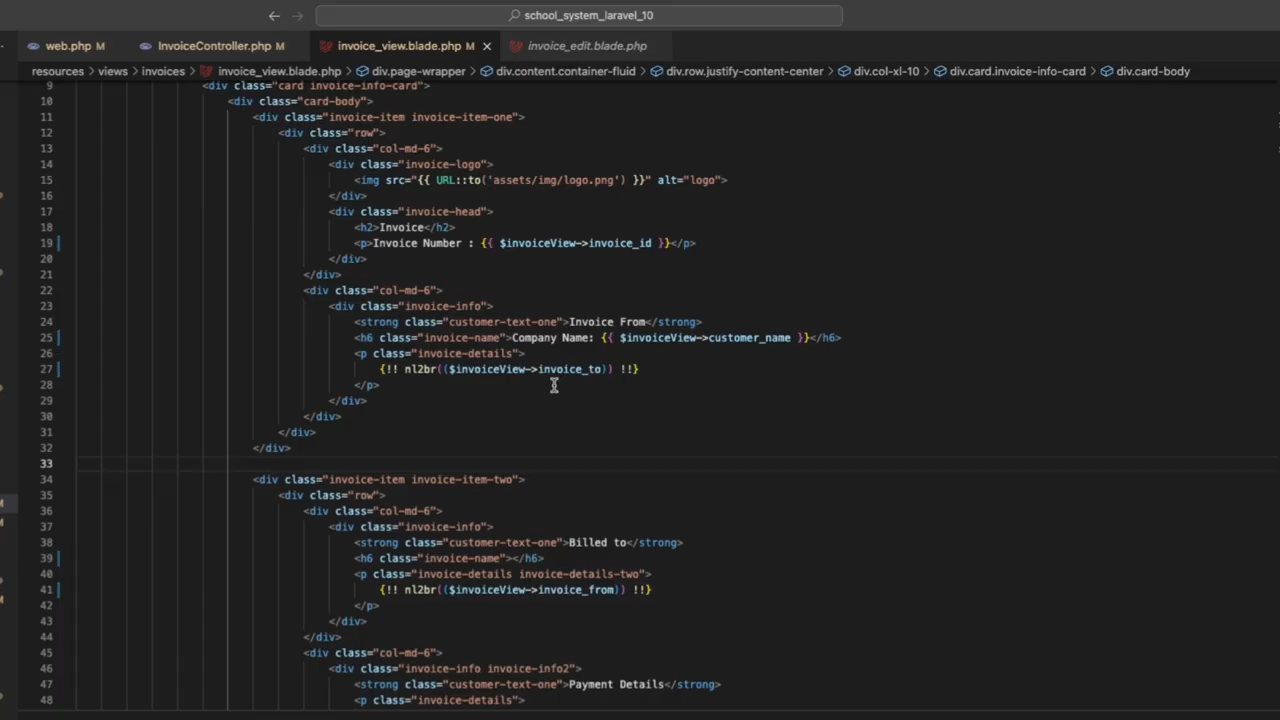 school_system_laravel_10
web.php M InvoiceController.php M invoice_view.blade.php M × invoice_edit.blade.php
resources > views > invoices > invoice_view.blade.php > div.page-wrapper > div.content.container-fluid > div.row.justify-content-center > div.col-xl-10 > div.card.invoice-info-card > div.card-body
9 <div class="card invoice-info-card">
10 <div class="card-body">
11 <div class="invoice-item invoice-item-one">
12 <div class="row">
13 <div class="col-md-6">
14 <div class="invoice-logo">
15 <img src="{{ URL::to('assets/img/logo.png') }}" alt="logo">
16 </div>
17 <div class="invoice-head">
18 <h2>Invoice</h2>
19 <p>Invoice Number : {{ $invoiceView->invoice_id }}</p>
20 </div>
21 </div>
22 <div class="col-md-6">
23 <div class="invoice-info">
24 <strong class="customer-text-one">Invoice From</strong>
25 <h6 class="invoice-name">Company Name: {{ $invoiceView->customer_name }}</h6>
26 <p class="invoice-details">
27 {!! nl2br(($invoiceView->invoice_to)) !!}
28 </p>
29 </div>
30 </div>
31 </div>
32 </div>
33
34 <div class="invoice-item invoice-item-two">
35 <div class="row">
36 <div class="col-md-6">
37 <div class="invoice-info">
38 <strong class="customer-text-one">Billed to</strong>
39 <h6 class="invoice-name"></h6>
40 <p class="invoice-details invoice-details-two">
41 {!! nl2br(($invoiceView->invoice_from)) !!}
42 </p>
43 </div>
44 </div>
45 <div class="col-md-6">
46 <div class="invoice-info invoice-info2">
47 <strong class="customer-text-one">Payment Details</strong>
48 <p class="invoice-details">